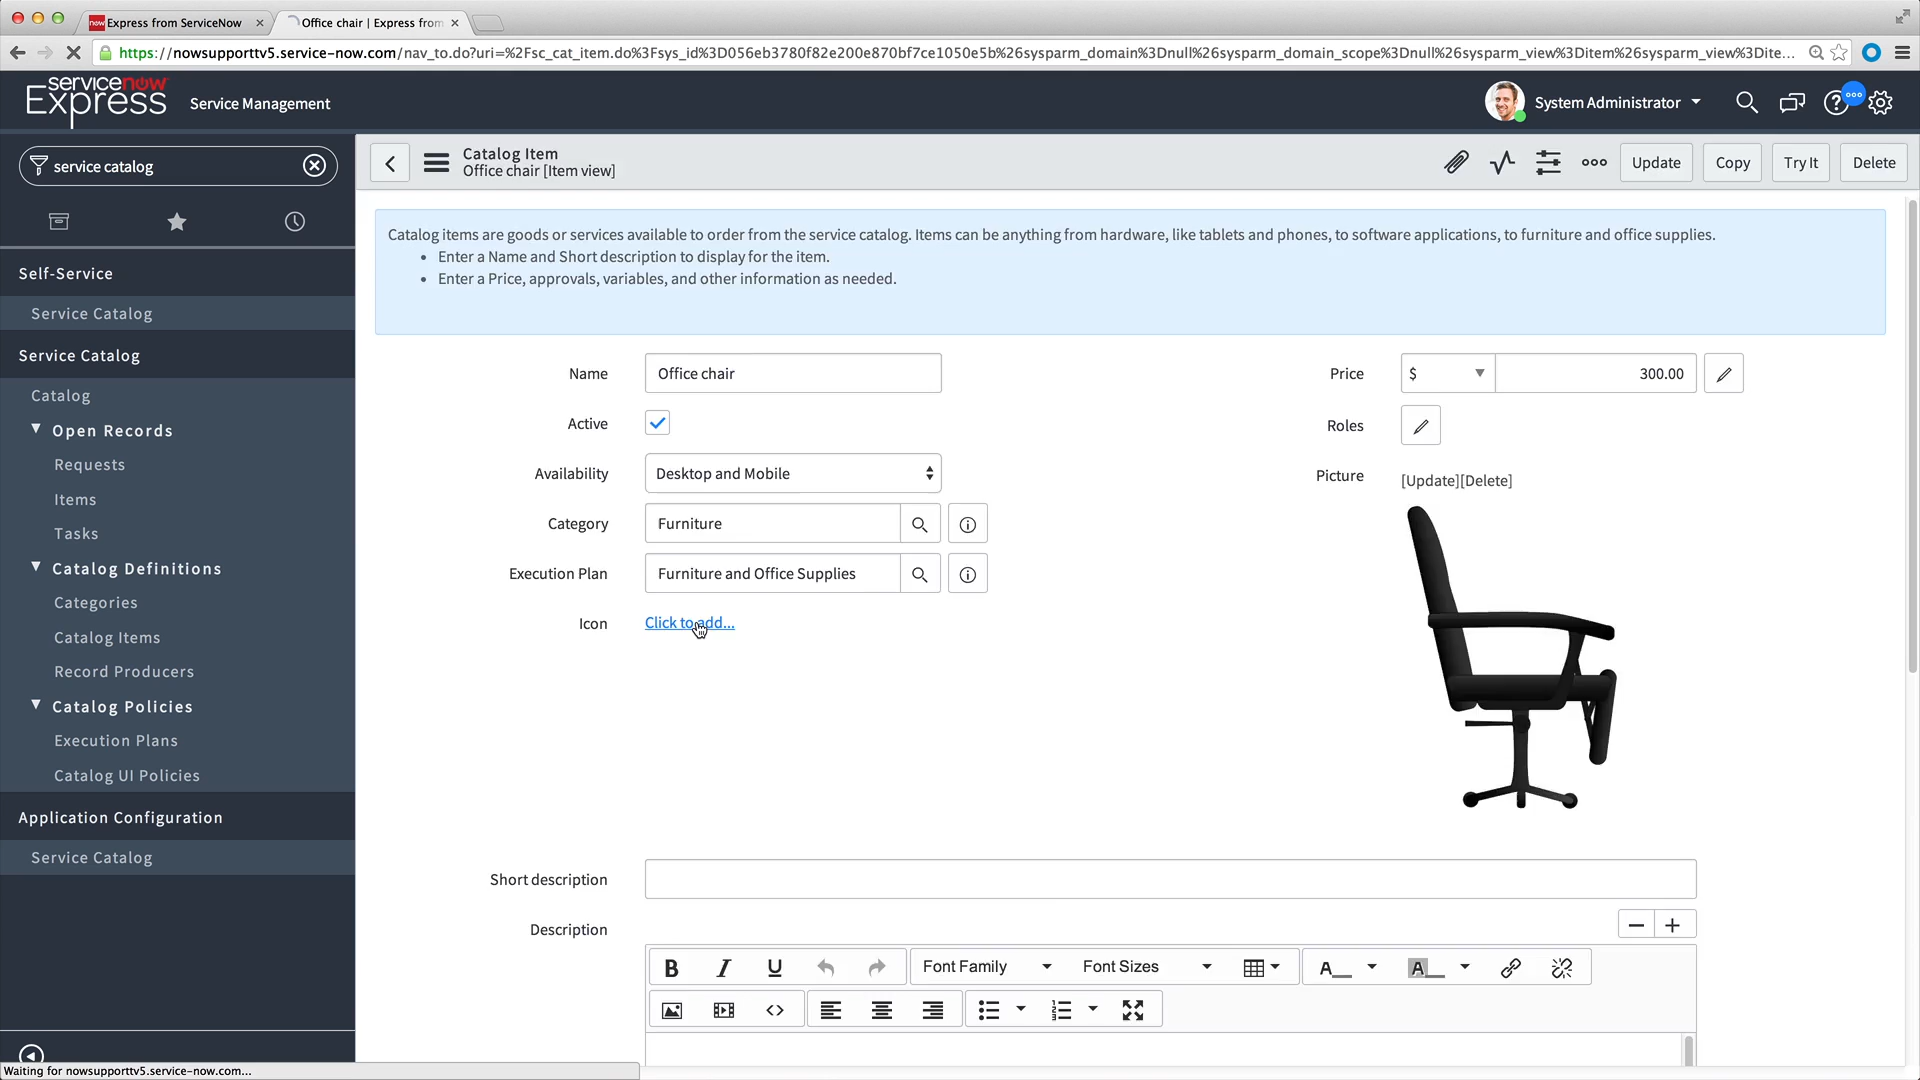 Express from ServiceNow
Office chair | Express from
https://nowsupporttv5.service-now.com/nav_to.do?uri=%2Fsc_cat_item.do%3Fsys_id%3D056eb3780f82e200e870bf7ce1050e5b%26sysparm_domain%3Dnull%26sysparm_domain_scope%3Dnull%26sysparm_view%3Ditem%26sysparm_view%3Dite...
servicenow
Express
Service Management
System Administrator
service catalog
Catalog Item
Office chair [Item view]
Update
Copy
Try It
Delete
Catalog items are goods or services available to order from the service catalog. Items can be anything from hardware, like tablets and phones, to software applications, to furniture and office supplies.
• Enter a Name and Short description to display for the item.
• Enter a Price, approvals, variables, and other information as needed.
Self-Service
Service Catalog
Service Catalog
Catalog
Open Records
Requests
Items
Tasks
Catalog Definitions
Categories
Catalog Items
Record Producers
Catalog Policies
Execution Plans
Catalog UI Policies
Application Configuration
Service Catalog
Name Office chair
Active
Availability Desktop and Mobile
Category Furniture
Execution Plan Furniture and Office Supplies
Icon Click to add...
Price $ 300.00
Roles
Picture [Update][Delete]
Short description
Description
B I U Font Family Font Sizes A A
Waiting for nowsupporttv5.service-now.com...